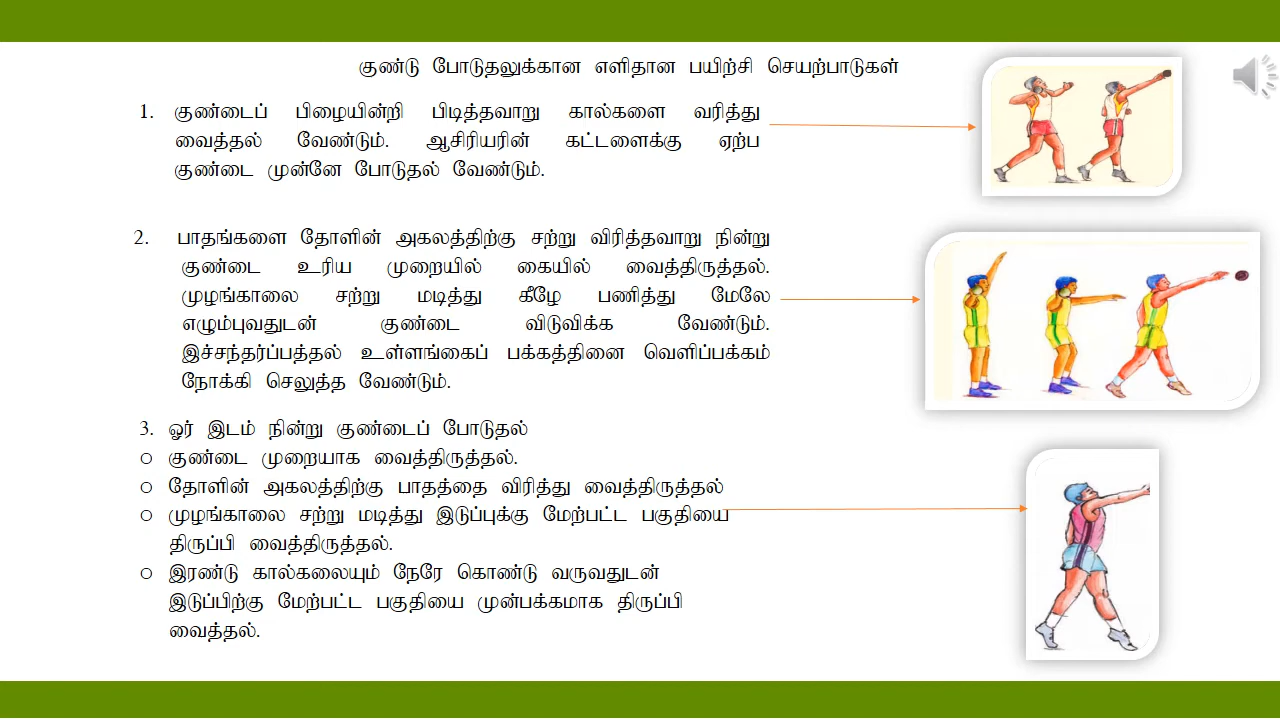 குண்டு போடுதலுக்கான எளிதான பயிற்சி செயற்பாடுகள்
1. குண்டைப் பிழையின்றி பிடித்தவாறு கால்களை வரித்து
வைத்தல் வேண்டும். ஆசிரியரின் கட்டளைக்கு ஏற்ப
குண்டை முன்னே போடுதல் வேண்டும்.
2. பாதங்களை தோளின் அகலத்திற்கு சற்று விரித்தவாறு நின்று
குண்டை உரிய முறையில் கையில் வைத்திருத்தல்.
முழங்காலை சற்று மடித்து கீழே பணித்து மேலே
எழும்புவதுடன் குண்டை விடுவிக்க வேண்டும்.
இச்சந்தர்ப்பத்தல் உள்ளங்கைப் பக்கத்தினை வெளிப்பக்கம்
நோக்கி செலுத்த வேண்டும்.
3. ஓர் இடம் நின்று குண்டைப் போடுதல்
o குண்டை முறையாக வைத்திருத்தல்.
o தோளின் அகலத்திற்கு பாதத்தை விரித்து வைத்திருத்தல்
o முழங்காலை சற்று மடித்து இடுப்புக்கு மேற்பட்ட பகுதியை
திருப்பி வைத்திருத்தல்.
o இரண்டு கால்கலையும் நேரே கொண்டு வருவதுடன்
இடுப்பிற்கு மேற்பட்ட பகுதியை முன்பக்கமாக திருப்பி
வைத்தல்.